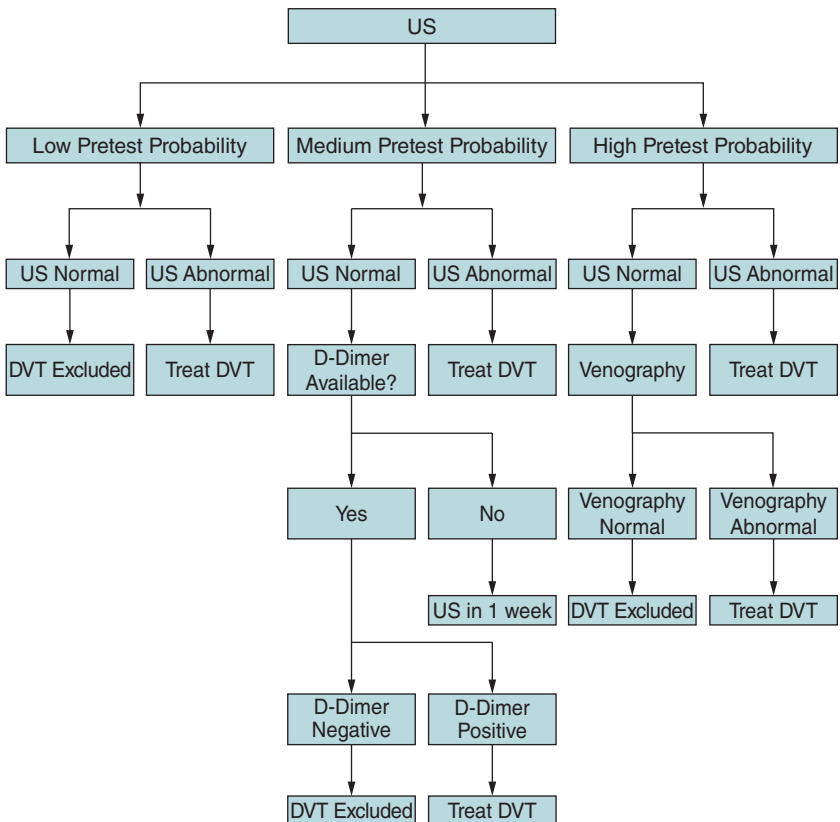 US
Low Pretest Probability
Medium Pretest Probability
High Pretest Probability
US Normal
US Abnormal
US Normal
US Abnormal
US Normal
US Abnormal
DVT Excluded
Treat DVT
D-Dimer
Available?
Treat DVT
Venography
Treat DVT
Yes
No
Venography
Normal
Venography
Abnormal
US in 1 week
DVT Excluded
Treat DVT
D-Dimer
Negative
D-Dimer
Positive
DVT Excluded
Treat DVT